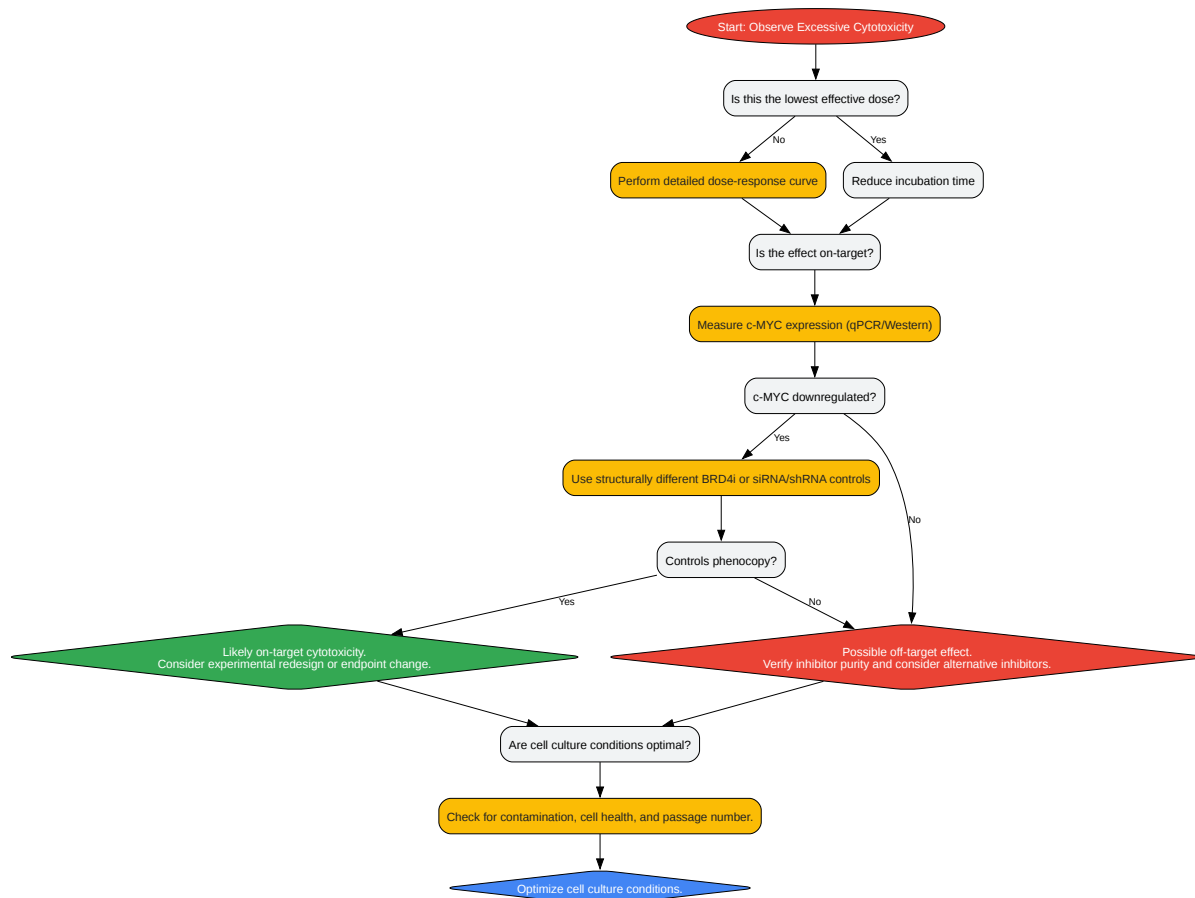 Start: Observe Excessive Cytotoxicity
Is this the lowest effective dose?
No
Yes
Perform detailed dose-response curve
Reduce incubation time
Is the effect on-target?
Measure c-MYC expression (qPCR/Western)
c-MYC downregulated?
Yes
Use structurally different BRD4i or siRNA/shRNA controls
No
Controls phenocopy?
Yes
No
Likely on-target cytotoxicity.
Consider experimental redesign or endpoint change.
Possible off-target effect.
Verify inhibitor purity and consider alternative inhibitors.
Are cell culture conditions optimal?
Check for contamination, cell health, and passage number.
Optimize cell culture conditions.